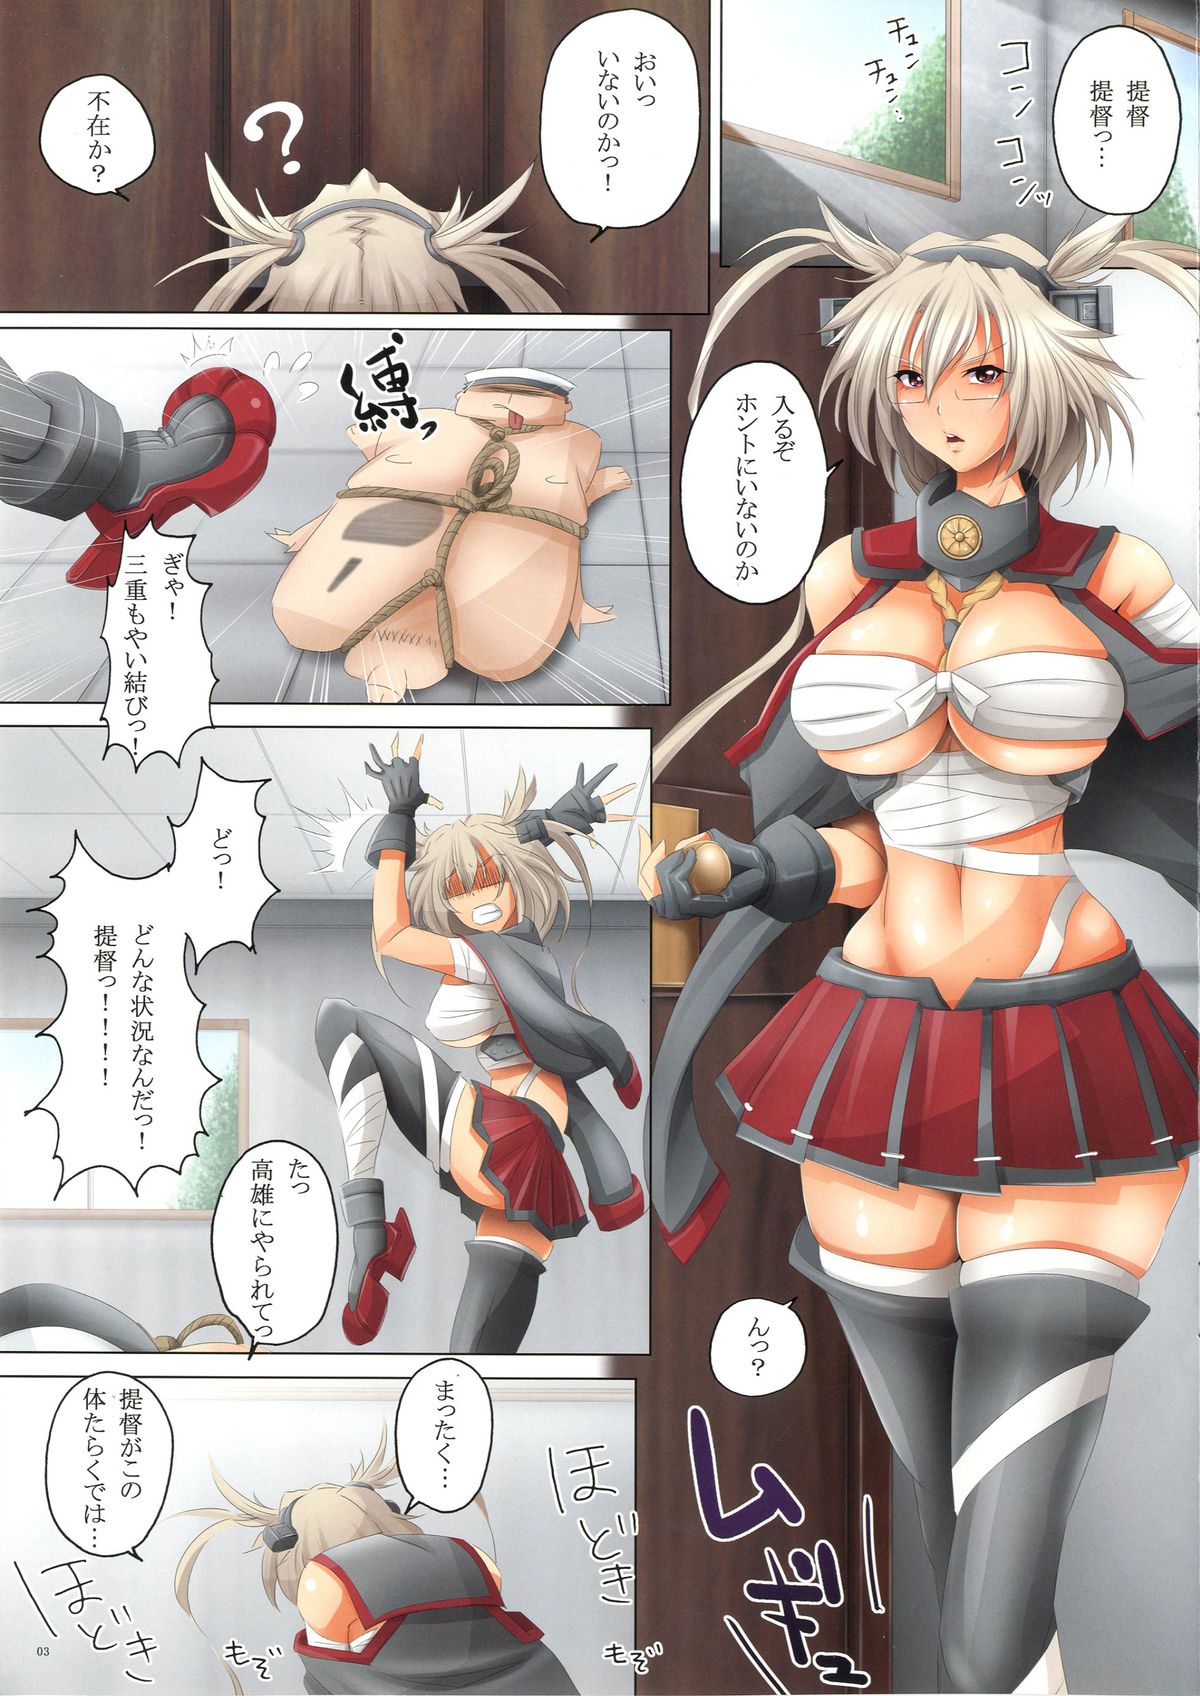 提督
提督っ…
コンコンッ
チュン
チュン
おいっ
いないのかっ！
？
不在か？
入るぞ
ホントにいないのか
んっ？
ムギュ
縛っ
ぎゃ！
三重もやい結びっ！
どっ！
どんな状況なんだっ！
提督っ！！！！
たっ
高雄にやられてっ
まったく…
提督がこの
体たらくでは…
ほどき
ほどき
もぞ
もぞ
03